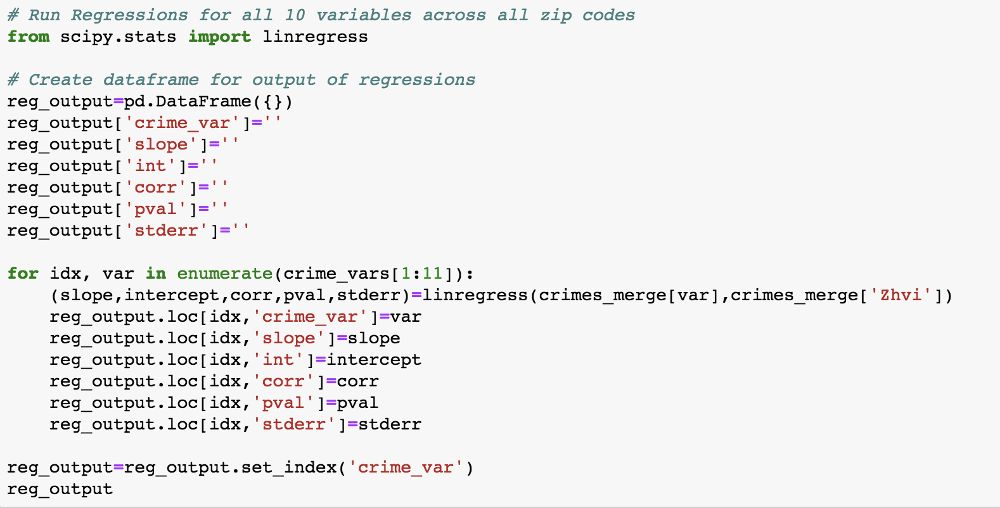 # Run Regressions for all 10 variables across all zip codes
from scipy.stats import linregress

# Create dataframe for output of regressions
reg_output=pd.DataFrame({})
reg_output['crime_var']=''
reg_output['slope']=''
reg_output['int']=''
reg_output['corr']=''
reg_output['pval']=''
reg_output['stderr']=''

for idx, var in enumerate(crime_vars[1:11]):
    (slope,intercept,corr,pval,stderr)=linregress(crimes_merge[var],crimes_merge['Zhvi'])
    reg_output.loc[idx,'crime_var']=var
    reg_output.loc[idx,'slope']=slope
    reg_output.loc[idx,'int']=intercept
    reg_output.loc[idx,'corr']=corr
    reg_output.loc[idx,'pval']=pval
    reg_output.loc[idx,'stderr']=stderr

reg_output=reg_output.set_index('crime_var')
reg_output